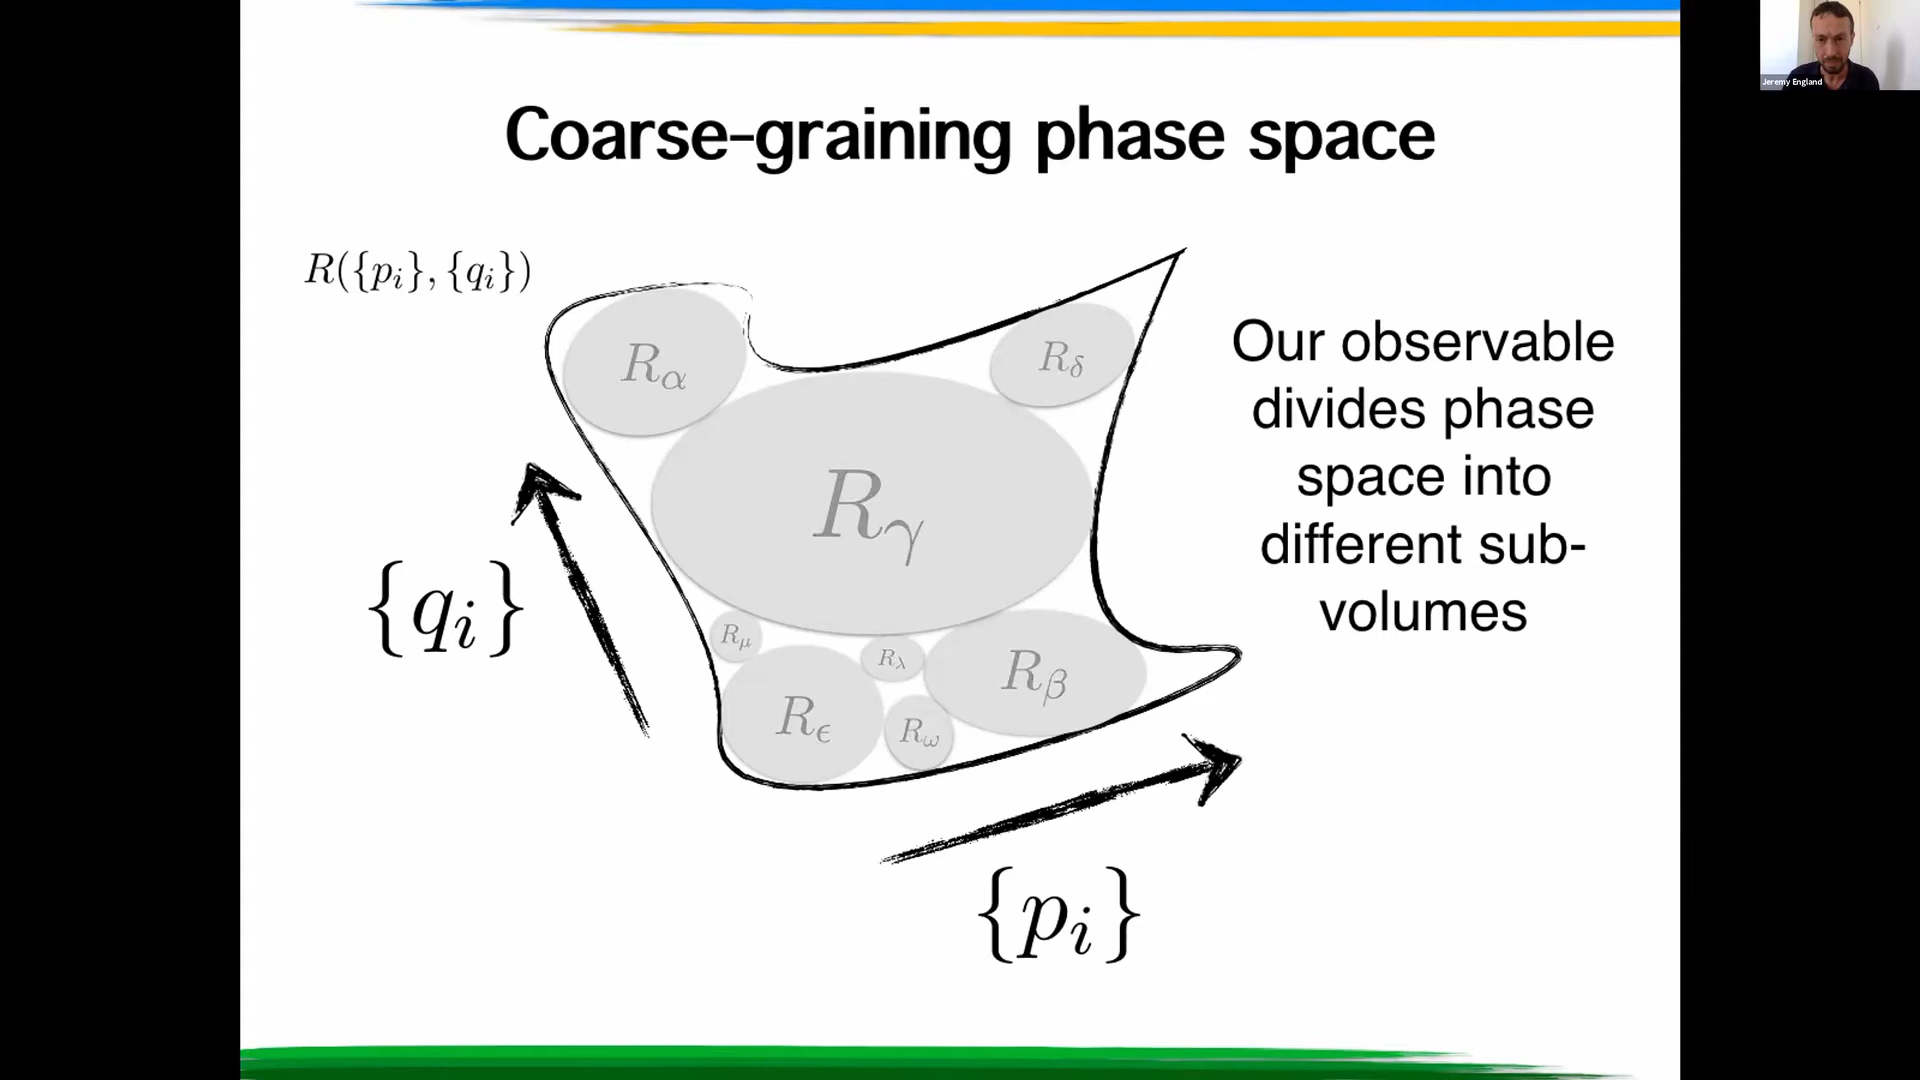 Jeremy England
Coarse-graining phase space
R({p_i}, {q_i})
R_α
R_δ
R_γ
R_μ
R_λ
R_β
R_ϵ
R_ω
{q_i}
{p_i}
Our observable
divides phase
space into
different sub-
volumes